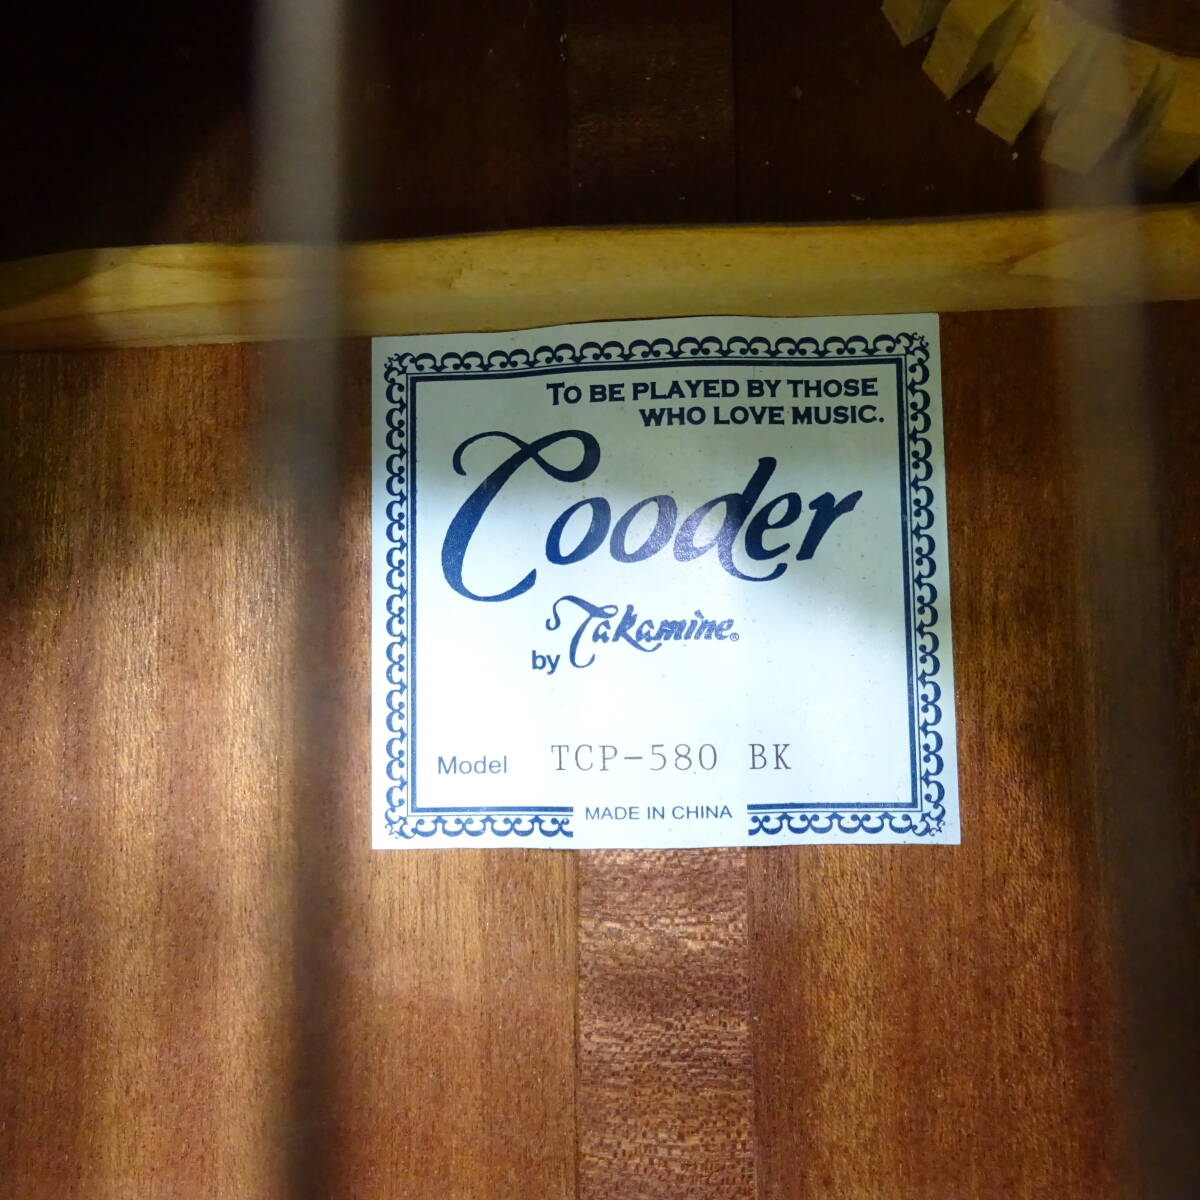 TO BE PLAYED BY THOSE
WHO LOVE MUSIC.
Cooder
by Takamine®
Model TCP-580 BK
MADE IN CHINA